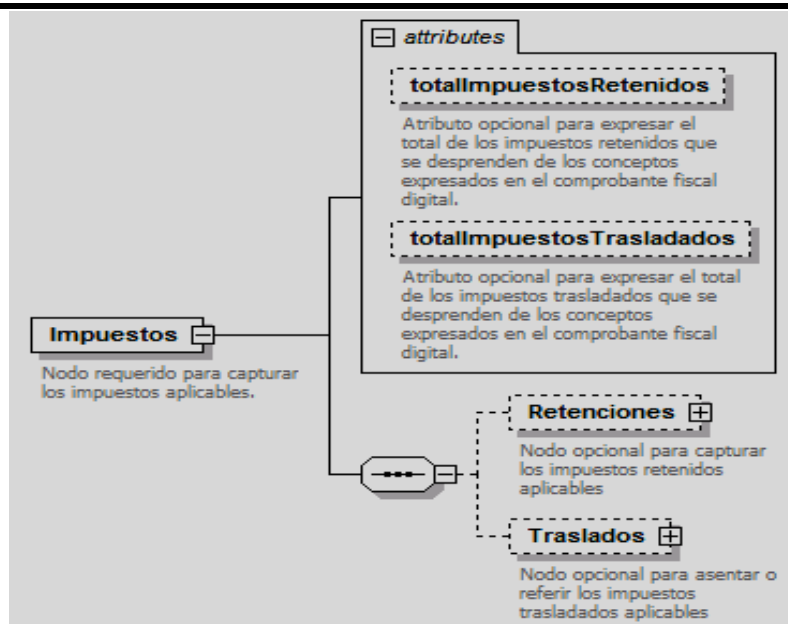 attributes
totalImpuestosRetenidos
Atributo opcional para expresar el
total de los impuestos retenidos que
se desprenden de los conceptos
expresados en el comprobante fiscal
digital.
totalImpuestosTrasladados
Atributo opcional para expresar el total
de los impuestos trasladados que se
desprenden de los conceptos
expresados en el comprobante fiscal
digital.
Impuestos
Nodo requerido para capturar
los impuestos aplicables.
Retenciones
Nodo opcional para capturar
los impuestos retenidos
aplicables
Traslados
Nodo opcional para asentar o
referir los impuestos
trasladados aplicables